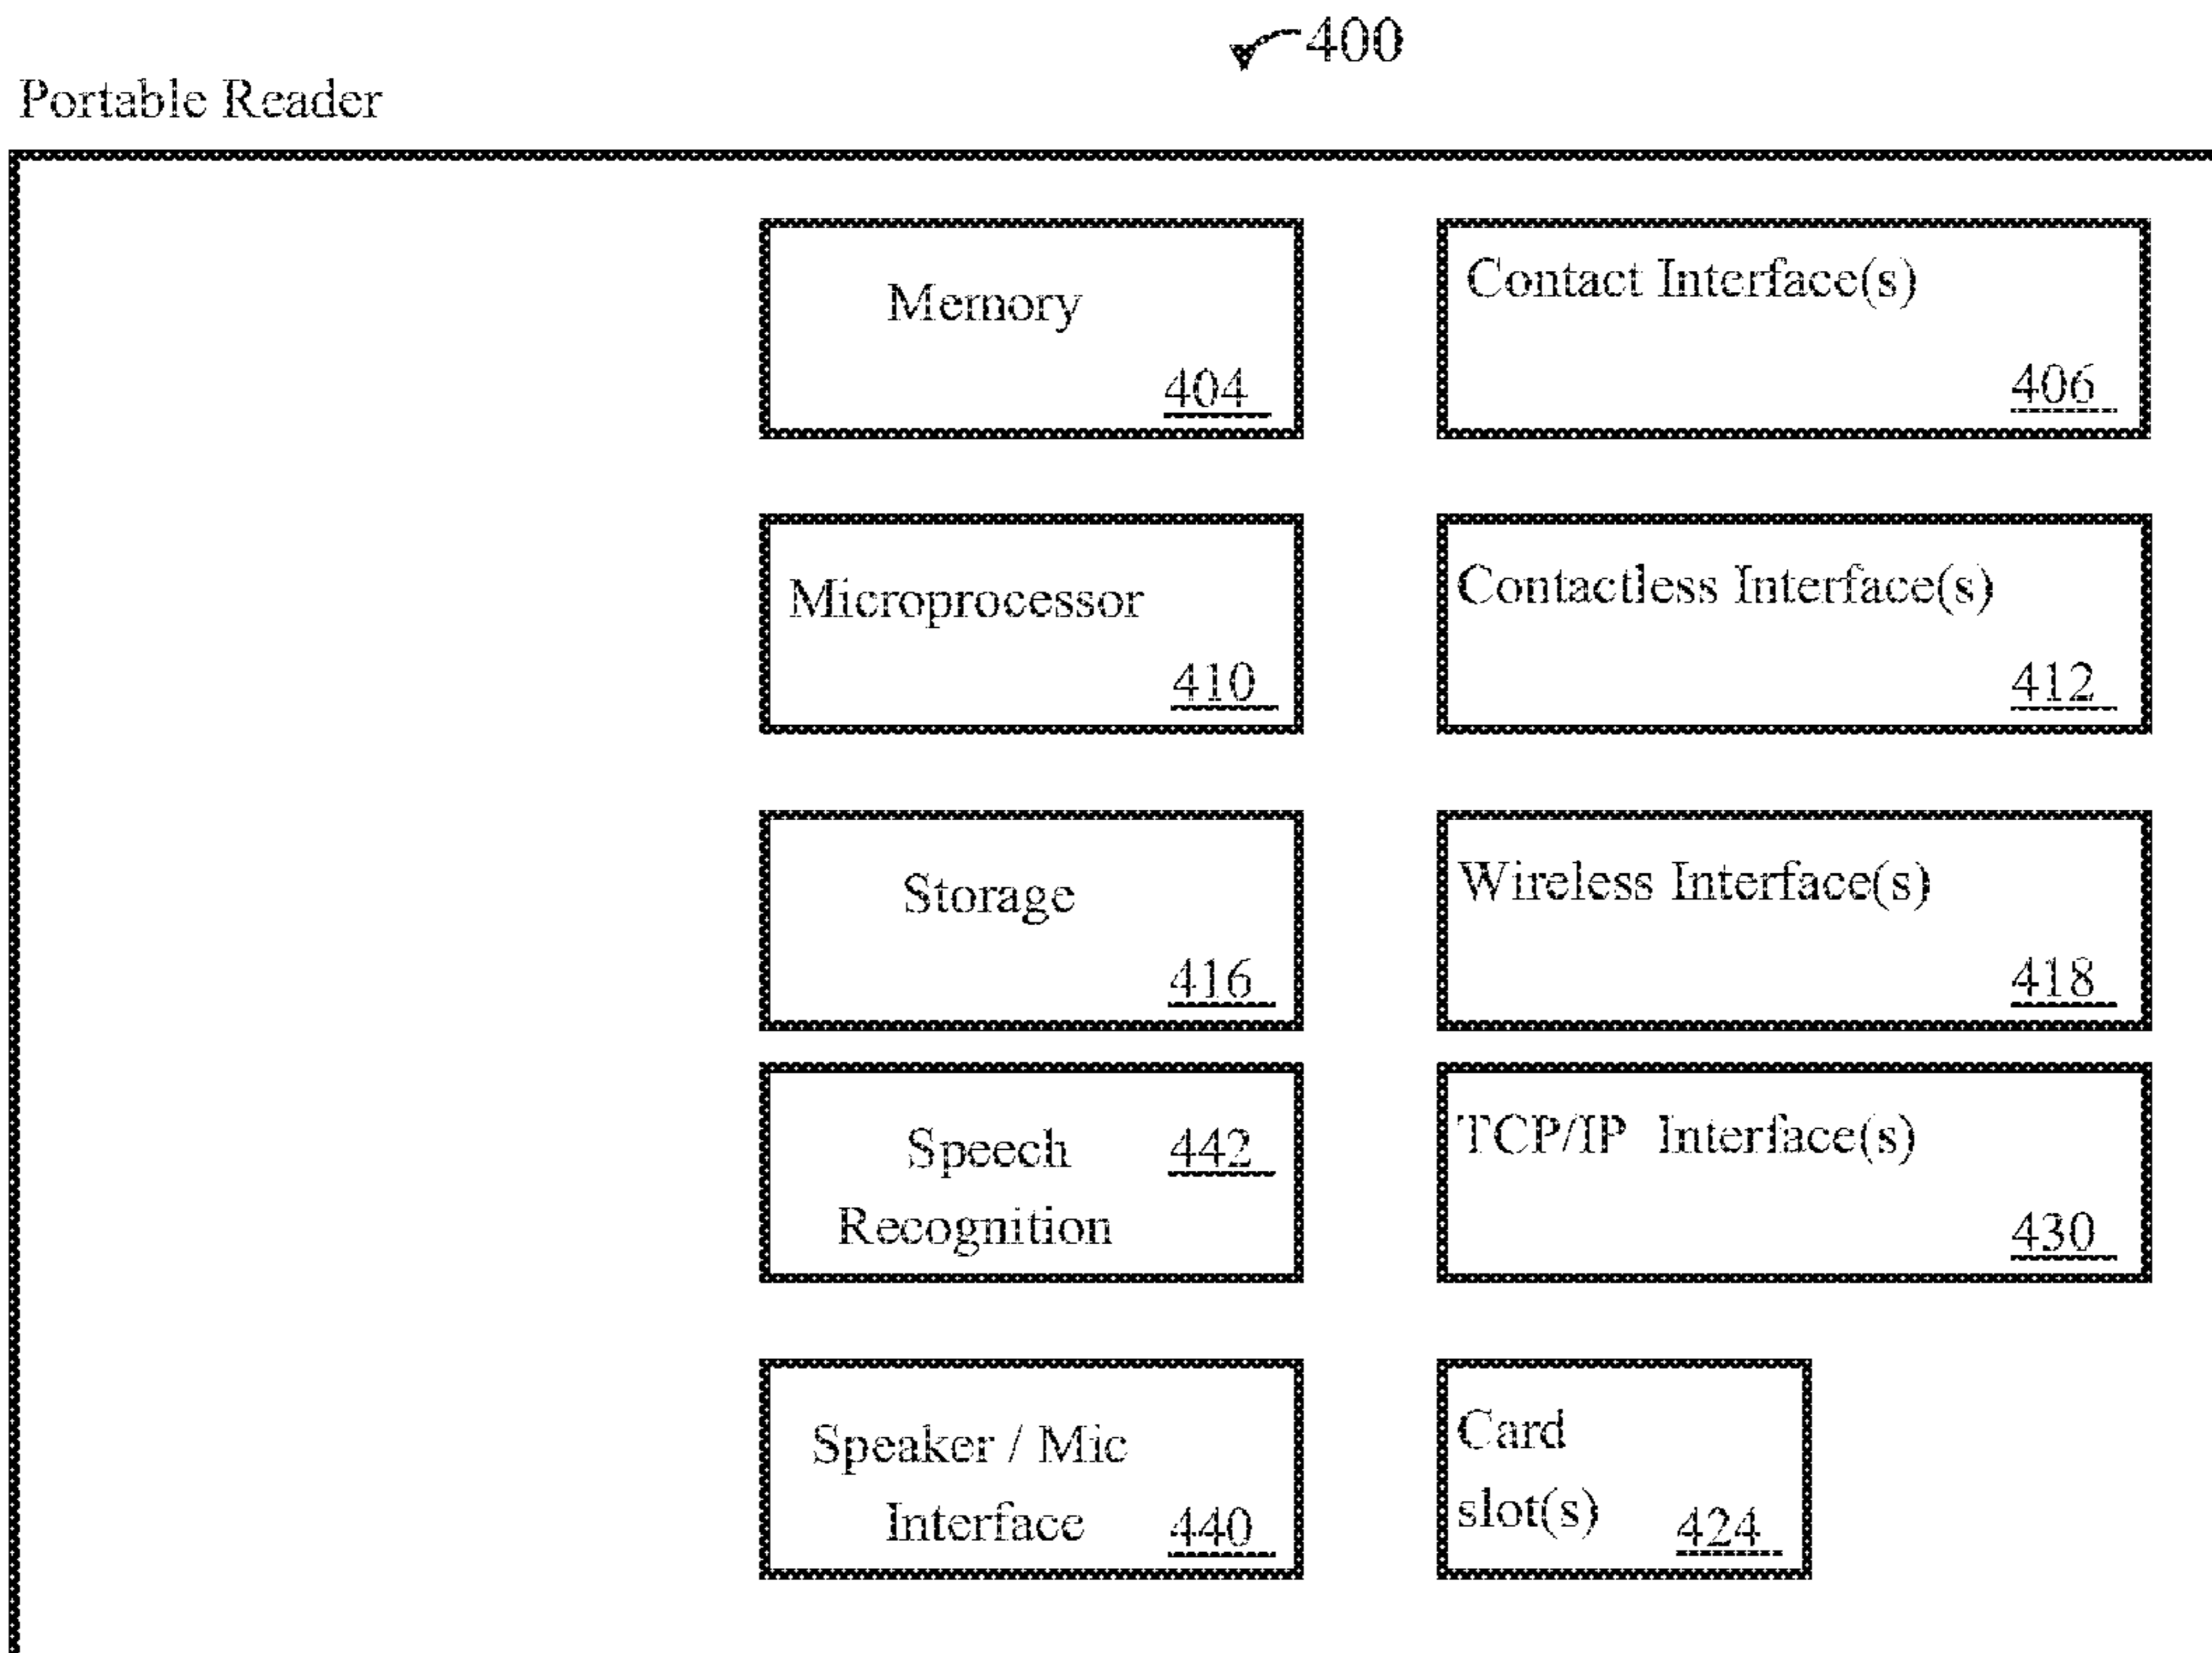 400
Portable Reader
Memory
404
Contact Interface(s)
406
Microprocessor
410
Contactless Interface(s)
412
Storage
416
Wireless Interface(s)
418
Speech 442
Recognition
TCP/IP Interface(s)
430
Speaker / Mic
Interface 440
Card
slot(s) 424